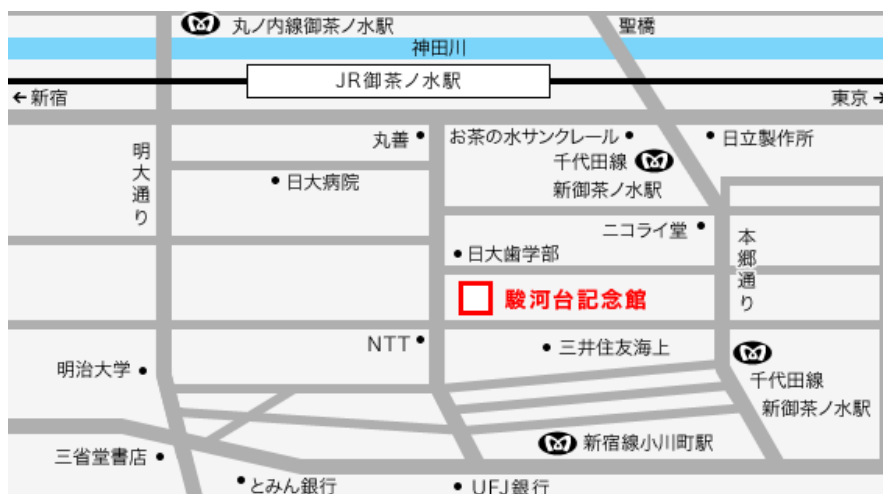 丸ノ内線御茶ノ水駅
聖橋
神田川
JR御茶ノ水駅
←新宿
東京→
丸善
お茶の水サンクレール
日立製作所
明大通り
千代田線
新御茶ノ水駅
日大病院
ニコライ堂
本郷通り
日大歯学部
駿河台記念館
NTT
三井住友海上
明治大学
千代田線
新御茶ノ水駅
新宿線小川町駅
三省堂書店
とみん銀行
UFJ銀行